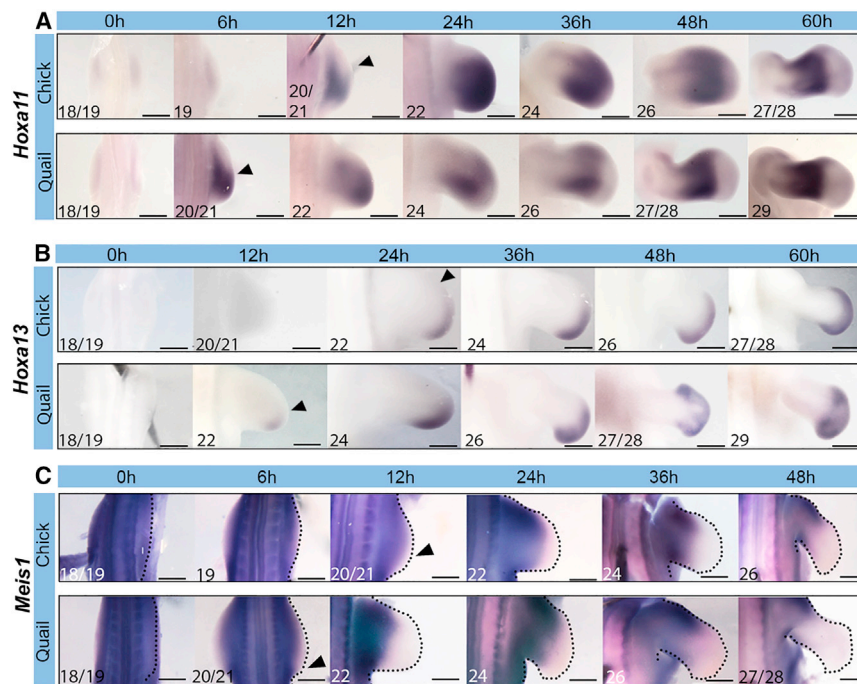 A 0h 6h 12h 24h 36h 48h 60h
Hoxa11
Chick
18/19 19 20/21 22 24 26 27/28
Quail
18/19 20/21 22 24 26 27/28 29
B 0h 12h 24h 36h 48h 60h
Hoxa13
Chick
18/19 20/21 22 24 26 27/28
Quail
18/19 22 24 26 27/28 29
C 0h 6h 12h 24h 36h 48h
Meis1
Chick
18/19 19 20/21 22 24 26
Quail
18/19 20/21 22 24 26 27/28